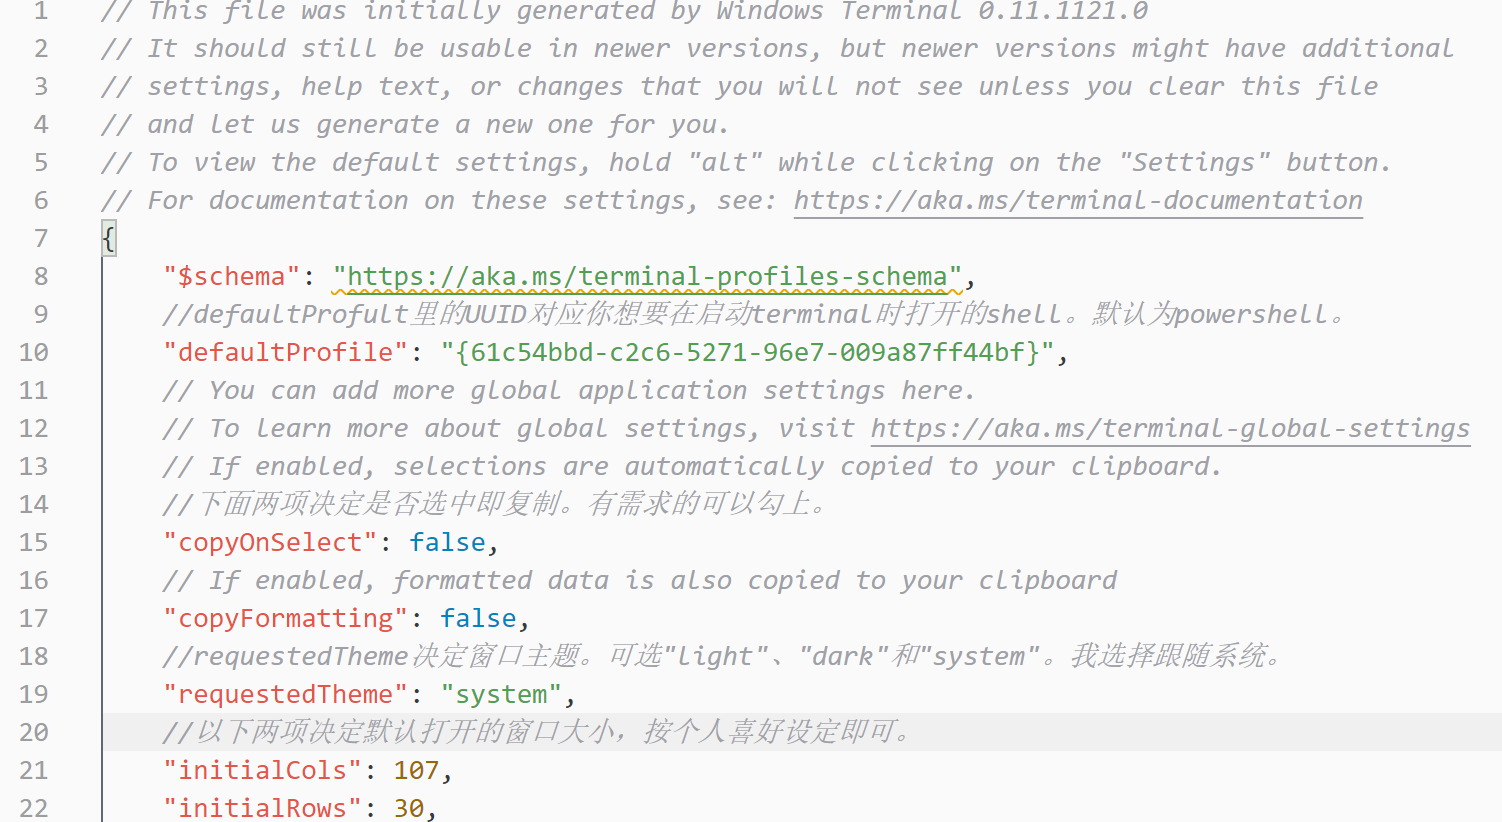 1 // This file was initially generated by Windows Terminal 0.11.1121.0
2 // It should still be usable in newer versions, but newer versions might have additional
3 // settings, help text, or changes that you will not see unless you clear this file
4 // and let us generate a new one for you.
5 // To view the default settings, hold "alt" while clicking on the "Settings" button.
6 // For documentation on these settings, see: https://aka.ms/terminal-documentation
7 {
8 "$schema": "https://aka.ms/terminal-profiles-schema",
9 //defaultProfult里的UUID对应你想要在启动terminal时打开的shell。默认为powershell。
10 "defaultProfile": "{61c54bbd-c2c6-5271-96e7-009a87ff44bf}",
11 // You can add more global application settings here.
12 // To learn more about global settings, visit https://aka.ms/terminal-global-settings
13 // If enabled, selections are automatically copied to your clipboard.
14 //下面两项决定是否选中即复制。有需求的可以勾上。
15 "copyOnSelect": false,
16 // If enabled, formatted data is also copied to your clipboard
17 "copyFormatting": false,
18 //requestedTheme决定窗口主题。可选"light"、"dark"和"system"。我选择跟随系统。
19 "requestedTheme": "system",
20 //以下两项决定默认打开的窗口大小，按个人喜好设定即可。
21 "initialCols": 107,
22 "initialRows": 30,